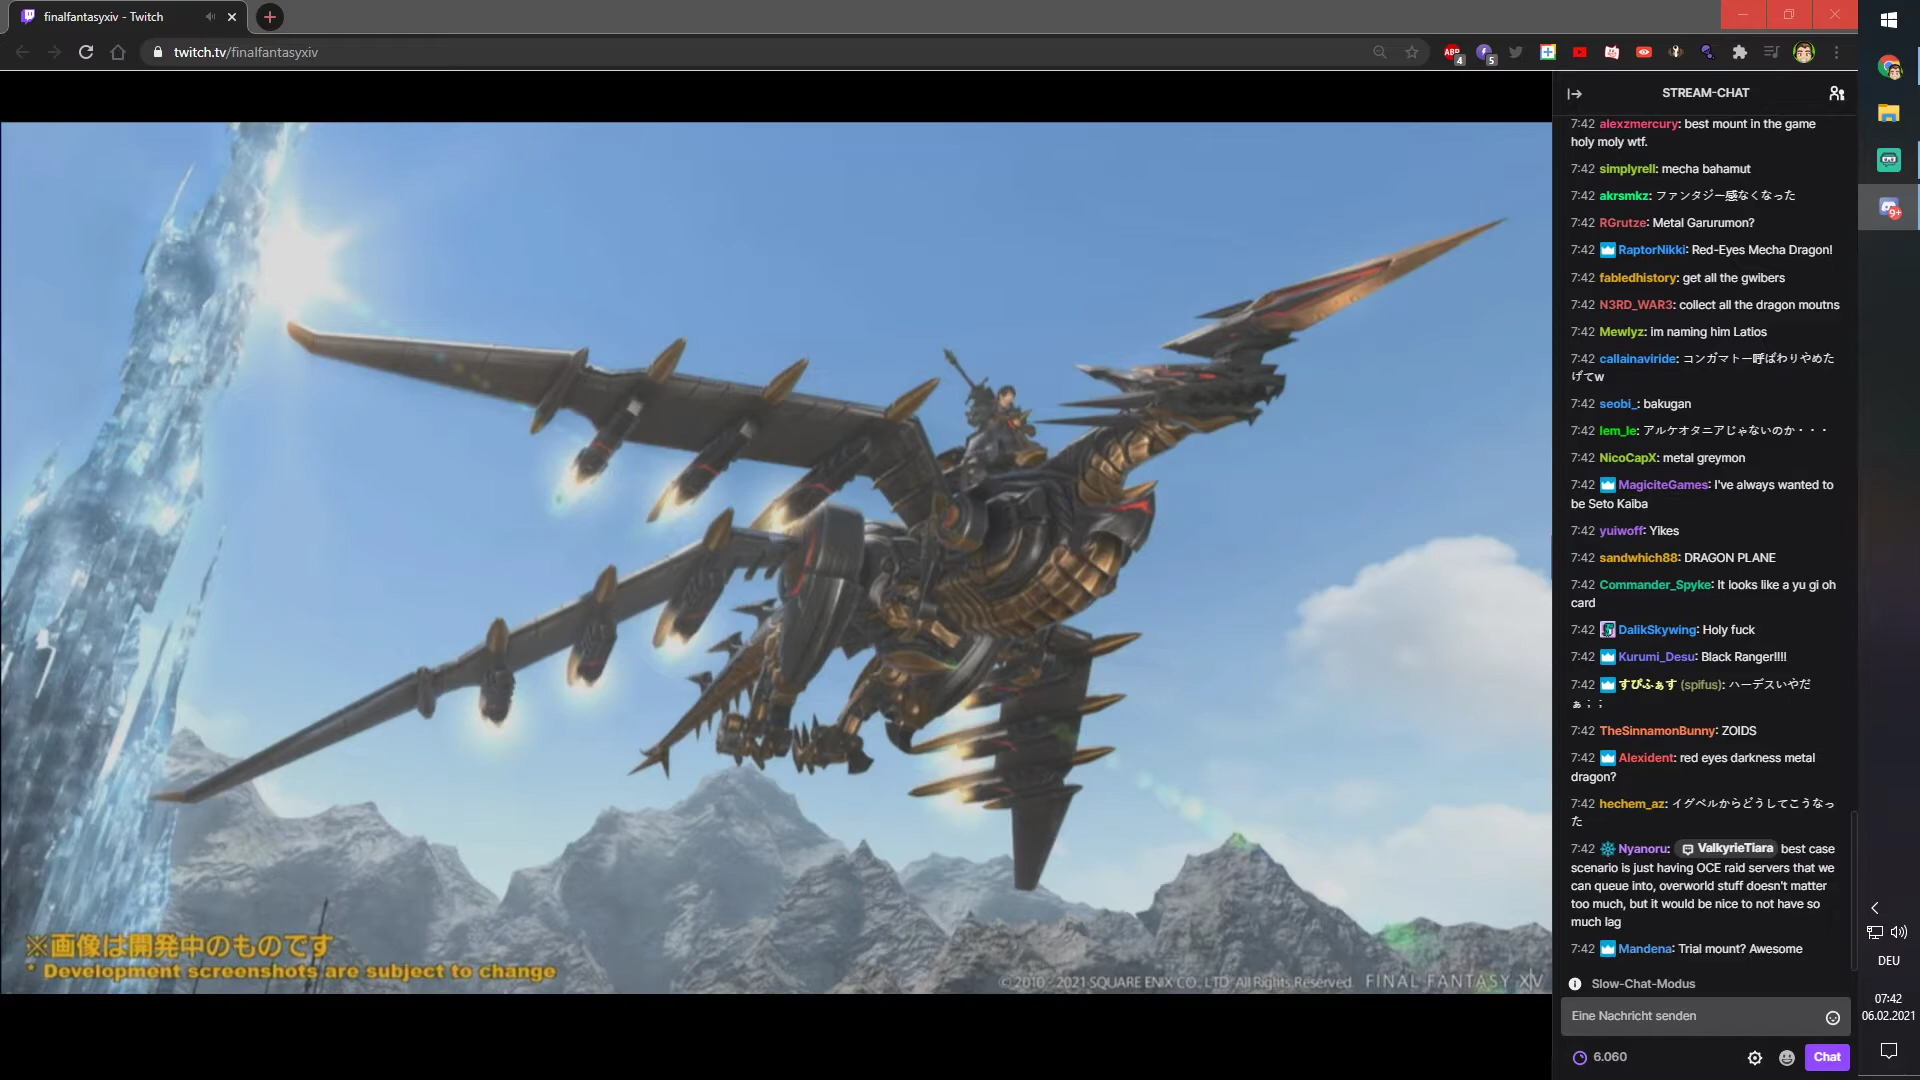 finalfantasyxiv - Twitch
twitch.tv/finalfantasyxiv
ABP
4
5
STREAM-CHAT
7:42 alexzmercury: best mount in the game
holy moly wtf.
7:42 simplyrell: mecha bahamut
7:42 akrsmkz: ファンタジー感なくなった
7:42 RGrutze: Metal Garurumon?
7:42 RaptorNikki: Red-Eyes Mecha Dragon!
7:42 fabledhistory: get all the gwibers
7:42 N3RD_WAR3: collect all the dragon moutns
7:42 Mewlyz: im naming him Latios
7:42 callainaviride: コンガマトー呼ばわりやめた
げてw
7:42 seobi_: bakugan
7:42 lem_le: アルケオタニアじゃないのか・・・
7:42 NicoCapX: metal greymon
7:42 MagiciteGames: I've always wanted to
be Seto Kaiba
7:42 yuiwoff: Yikes
7:42 sandwhich88: DRAGON PLANE
7:42 Commander_Spyke: It looks like a yu gi oh
card
7:42 DalikSkywing: Holy fuck
7:42 Kurumi_Desu: Black Ranger!!!!
7:42 すぴふぁす (spifus): ハーデスいやだ
ぁ；；
7:42 TheSinnamonBunny: ZOIDS
7:42 Alexident: red eyes darkness metal
dragon?
7:42 hechem_az: イグベルからどうしてこうなっ
た
7:42 Nyanoru: ValkyrieTiara best case
scenario is just having OCE raid servers that we
can queue into, overworld stuff doesn't matter
too much, but it would be nice to not have so
much lag
7:42 Mandena: Trial mount? Awesome
Slow-Chat-Modus
Eine Nachricht senden
6.060
Chat
※画像は開発中のものです
* Development screenshots are subject to change
© 2010 - 2021 SQUARE ENIX CO., LTD. All Rights Reserved. FINAL FANTASY XIV
9+
DEU
07:42
06.02.2021